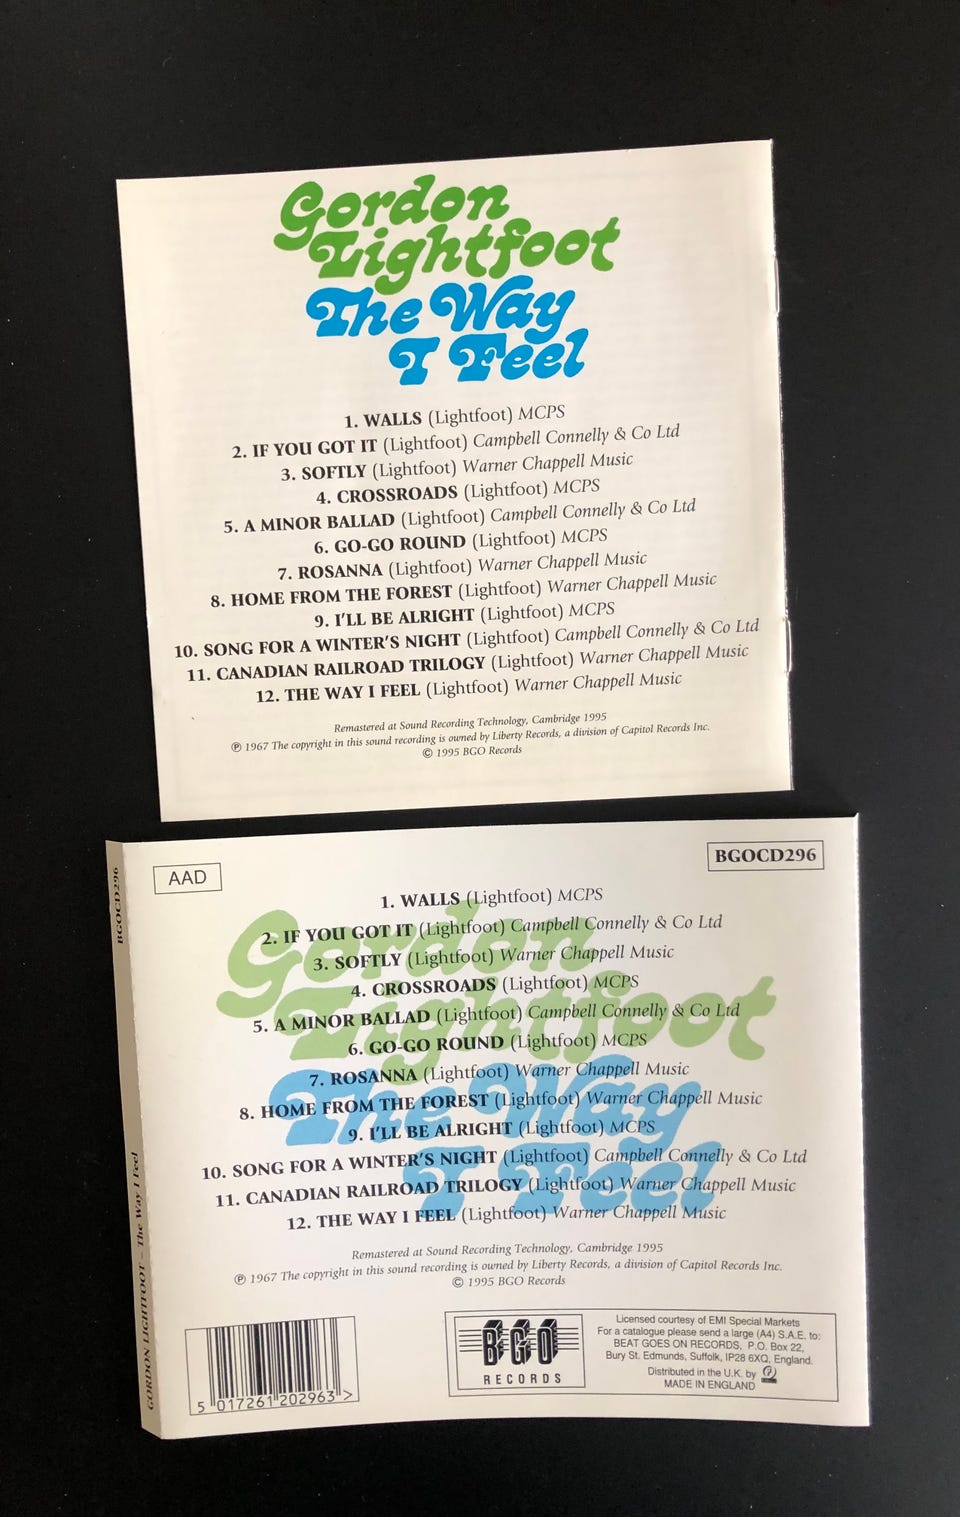 Gordon
Lightfoot
The Way
I Feel
1. WALLS (Lightfoot) MCPS
2. IF YOU GOT IT (Lightfoot) Campbell Connelly & Co Ltd
3. SOFTLY (Lightfoot) Warner Chappell Music
4. CROSSROADS (Lightfoot) MCPS
5. A MINOR BALLAD (Lightfoot) Campbell Connelly & Co Ltd
6. GO-GO ROUND (Lightfoot) MCPS
7. ROSANNA (Lightfoot) Warner Chappell Music
8. HOME FROM THE FOREST (Lightfoot) Warner Chappell Music
9. I'LL BE ALRIGHT (Lightfoot) MCPS
10. SONG FOR A WINTER'S NIGHT (Lightfoot) Campbell Connelly & Co Ltd
11. CANADIAN RAILROAD TRILOGY (Lightfoot) Warner Chappell Music
12. THE WAY I FEEL (Lightfoot) Warner Chappell Music
Remastered at Sound Recording Technology, Cambridge 1995
℗ 1967 The copyright in this sound recording is owned by Liberty Records, a division of Capitol Records Inc.
© 1995 BGO Records
BGOCD296
GORDON LIGHTFOOT – The Way I Feel
AAD
BGOCD296
Gordon
Lightfoot
The Way
I Feel
1. WALLS (Lightfoot) MCPS
2. IF YOU GOT IT (Lightfoot) Campbell Connelly & Co Ltd
3. SOFTLY (Lightfoot) Warner Chappell Music
4. CROSSROADS (Lightfoot) MCPS
5. A MINOR BALLAD (Lightfoot) Campbell Connelly & Co Ltd
6. GO-GO ROUND (Lightfoot) MCPS
7. ROSANNA (Lightfoot) Warner Chappell Music
8. HOME FROM THE FOREST (Lightfoot) Warner Chappell Music
9. I'LL BE ALRIGHT (Lightfoot) MCPS
10. SONG FOR A WINTER'S NIGHT (Lightfoot) Campbell Connelly & Co Ltd
11. CANADIAN RAILROAD TRILOGY (Lightfoot) Warner Chappell Music
12. THE WAY I FEEL (Lightfoot) Warner Chappell Music
Remastered at Sound Recording Technology, Cambridge 1995
℗ 1967 The copyright in this sound recording is owned by Liberty Records, a division of Capitol Records Inc.
© 1995 BGO Records
5 017261 202963 >
BGO
RECORDS
Licensed courtesy of EMI Special Markets
For a catalogue please send a large (A4) S.A.E. to:
BEAT GOES ON RECORDS, P.O. Box 22,
Bury St. Edmunds, Suffolk, IP28 6XQ, England.
Distributed in the U.K. by
MADE IN ENGLAND